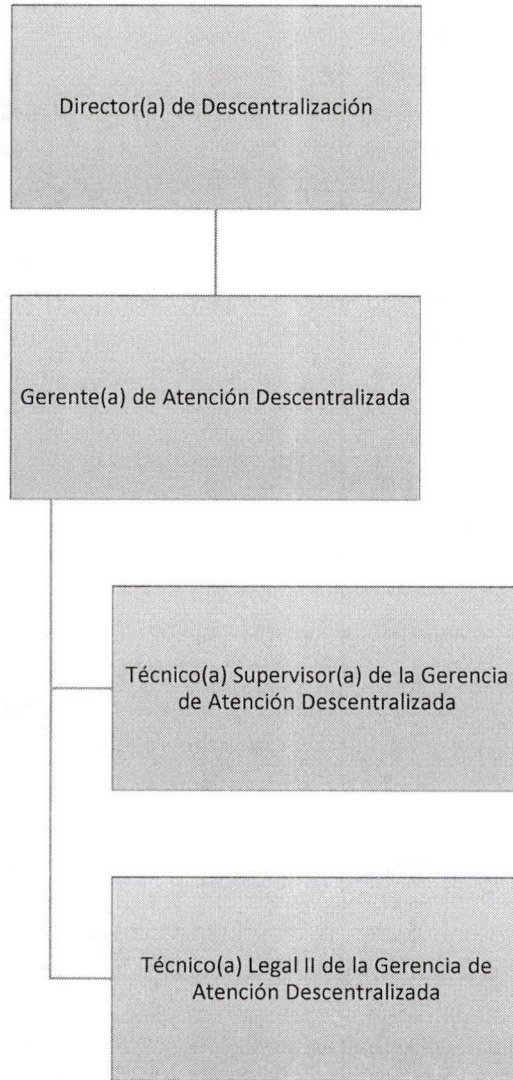 Director(a) de Descentralización
Gerente(a) de Atención Descentralizada
Técnico(a) Supervisor(a) de la Gerencia
de Atención Descentralizada
Técnico(a) Legal II de la Gerencia de
Atención Descentralizada